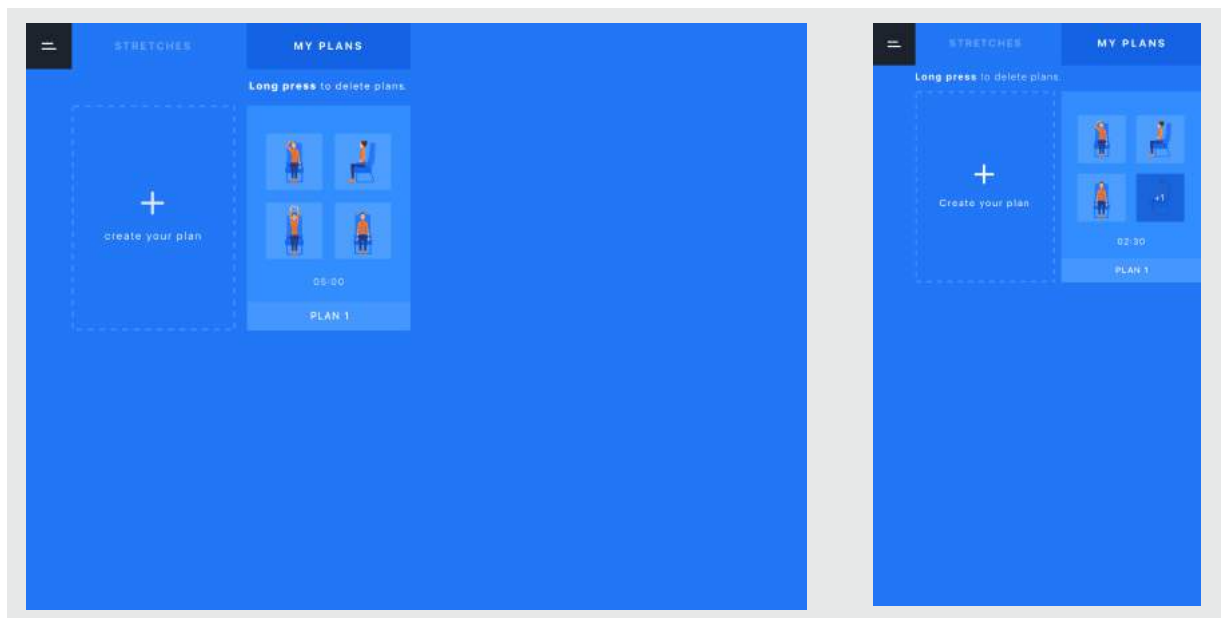 STRETCHES
MY PLANS
Long press to delete plans.
create your plan
05:00
PLAN 1
STRETCHES
MY PLANS
Long press to delete plans.
Create your plan
+1
02:30
PLAN 1